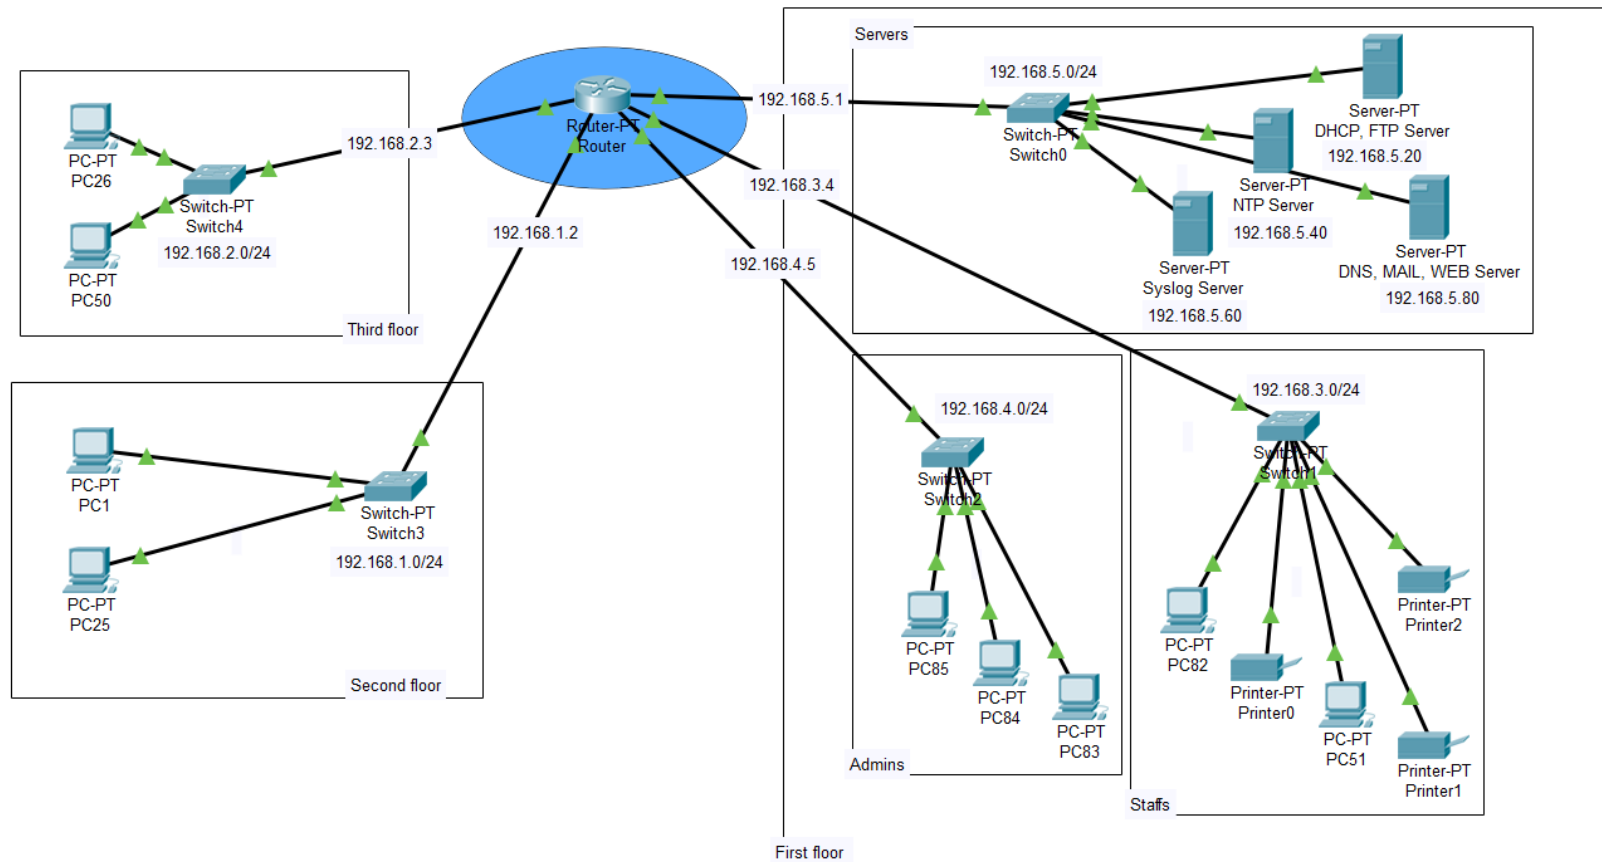 Servers
192.168.5.0/24
Switch-PT
Switch0
Server-PT
DHCP, FTP Server
192.168.5.20
Server-PT
NTP Server
192.168.5.40
Server-PT
DNS, MAIL, WEB Server
192.168.5.80
Server-PT
Syslog Server
192.168.5.60
192.168.5.1
Router-PT
Router
192.168.2.3
192.168.3.4
192.168.1.2
192.168.4.5
PC-PT
PC26
Switch-PT
Switch4
192.168.2.0/24
PC-PT
PC50
Third floor
PC-PT
PC1
Switch-PT
Switch3
192.168.1.0/24
PC-PT
PC25
Second floor
192.168.4.0/24
Switch-PT
Switch2
PC-PT
PC85
PC-PT
PC84
PC-PT
PC83
Admins
192.168.3.0/24
Switch-PT
Switch1
PC-PT
PC82
Printer-PT
Printer0
PC-PT
PC51
Printer-PT
Printer2
Printer-PT
Printer1
Staffs
First floor